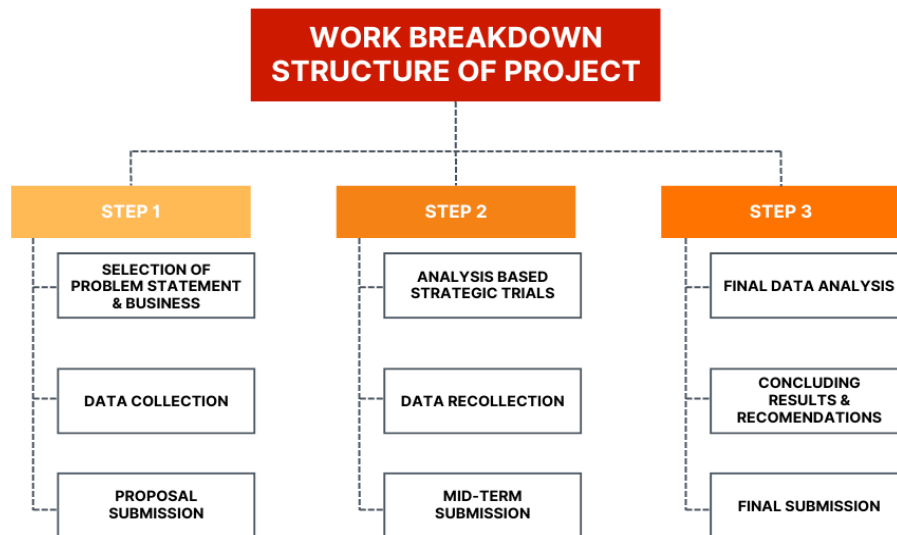 WORK BREAKDOWN
STRUCTURE OF PROJECT
STEP 1
SELECTION OF
PROBLEM STATEMENT
& BUSINESS
DATA COLLECTION
PROPOSAL
SUBMISSION
STEP 2
ANALYSIS BASED
STRATEGIC TRIALS
DATA RECOLLECTION
MID-TERM
SUBMISSION
STEP 3
FINAL DATA ANALYSIS
CONCLUDING
RESULTS &
RECOMENDATIONS
FINAL SUBMISSION